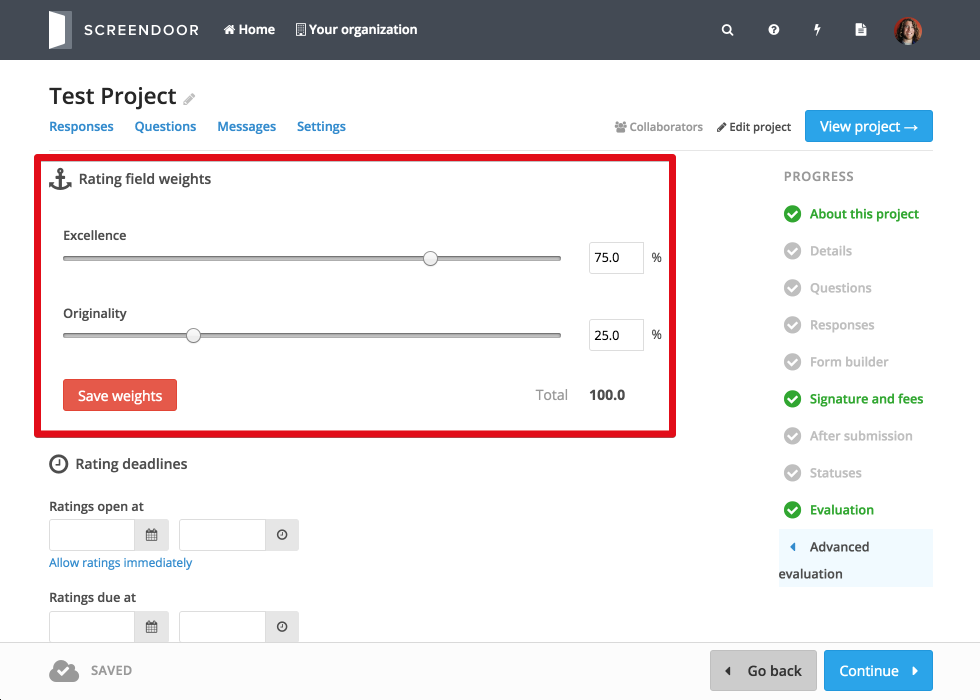 SCREENDOOR Home Your organization
Test Project
Responses Questions Messages Settings
Collaborators Edit project View project →
Rating field weights
Excellence
75.0 %
Originality
25.0 %
Save weights Total 100.0
Rating deadlines
Ratings open at
Allow ratings immediately
Ratings due at
PROGRESS
About this project
Details
Questions
Responses
Form builder
Signature and fees
After submission
Statuses
Evaluation
Advanced
evaluation
SAVED Go back Continue